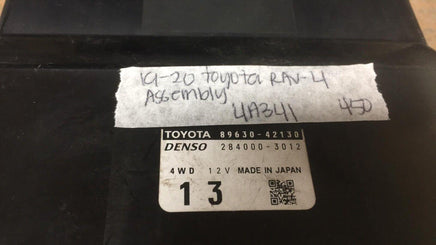 19-20 Toyota RAV-4
Assembly
4A341 450
TOYOTA 89630-42130
DENSO 284000-3012
4WD 12V MADE IN JAPAN
13